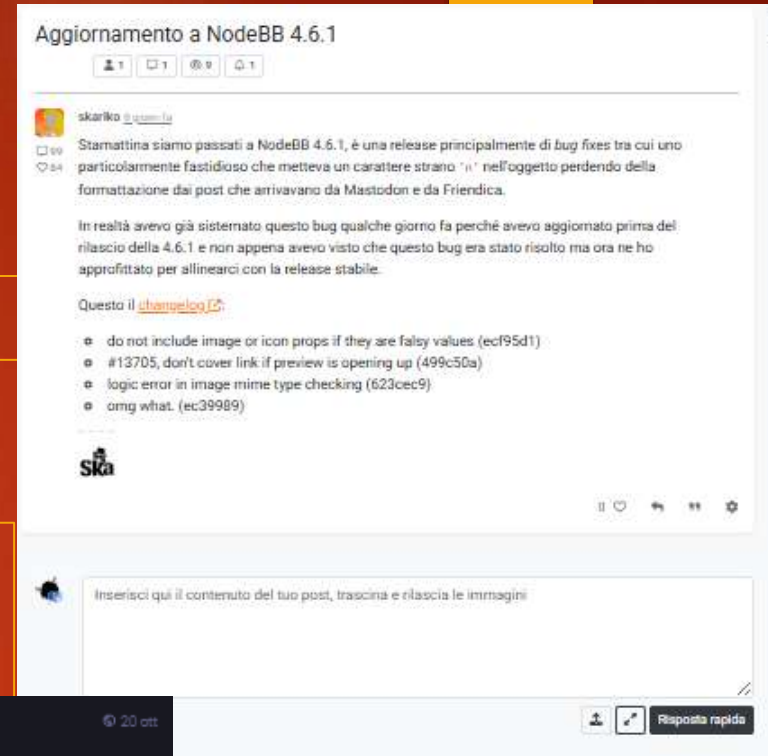 Aggiornamento a NodeBB 4.6.1
1 1 9 1
skariko 9 giorni fa
99
64
Stamattina siamo passati a NodeBB 4.6.1, è una release principalmente di bug fixes tra cui uno
particolarmente fastidioso che metteva un carattere strano "n" nell'oggetto perdendo della
formattazione dai post che arrivavano da Mastodon e da Friendica.
In realtà avevo già sistemato questo bug qualche giorno fa perché avevo aggiornato prima del
rilascio della 4.6.1 e non appena avevo visto che questo bug era stato risolto ma ora ne ho
approfittato per allinearci con la release stabile.
Questo il changelog:
do not include image or icon props if they are falsy values (ecf95d1)
#13705, don't cover link if preview is opening up (499c50a)
logic error in image mime type checking (623cec9)
omg what. (ec39989)
Ska
0
Inserisci qui il contenuto del tuo post, trascina e rilascia le immagini
Risposta rapida
20 ott